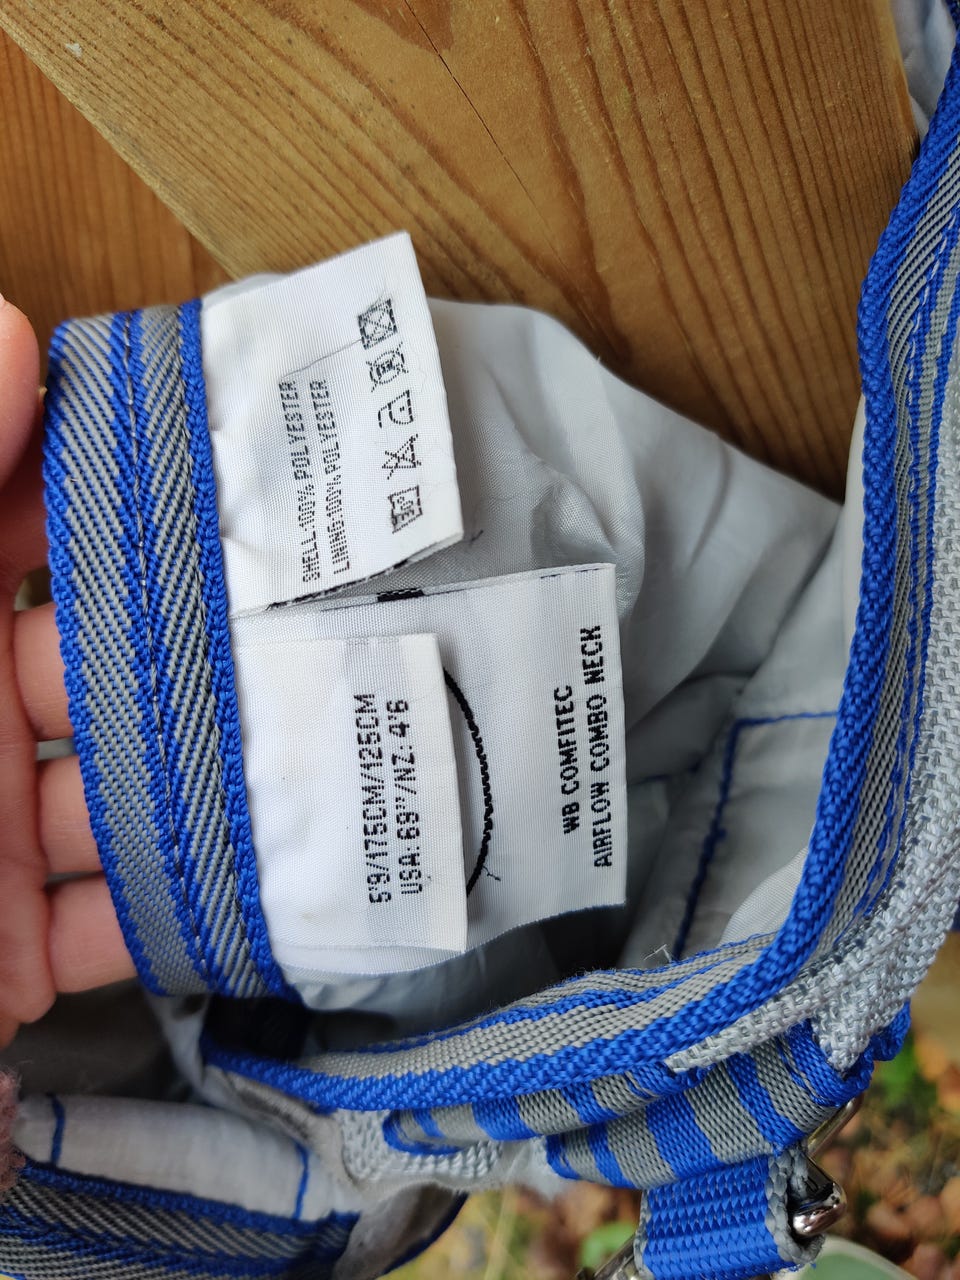 SHELL:100% POLYESTER
LINING:100% POLYESTER
30°
5'9/175CM/125CM
USA: 69"/NZ: 4'6
WB COMFITEC
AIRFLOW COMBO NECK